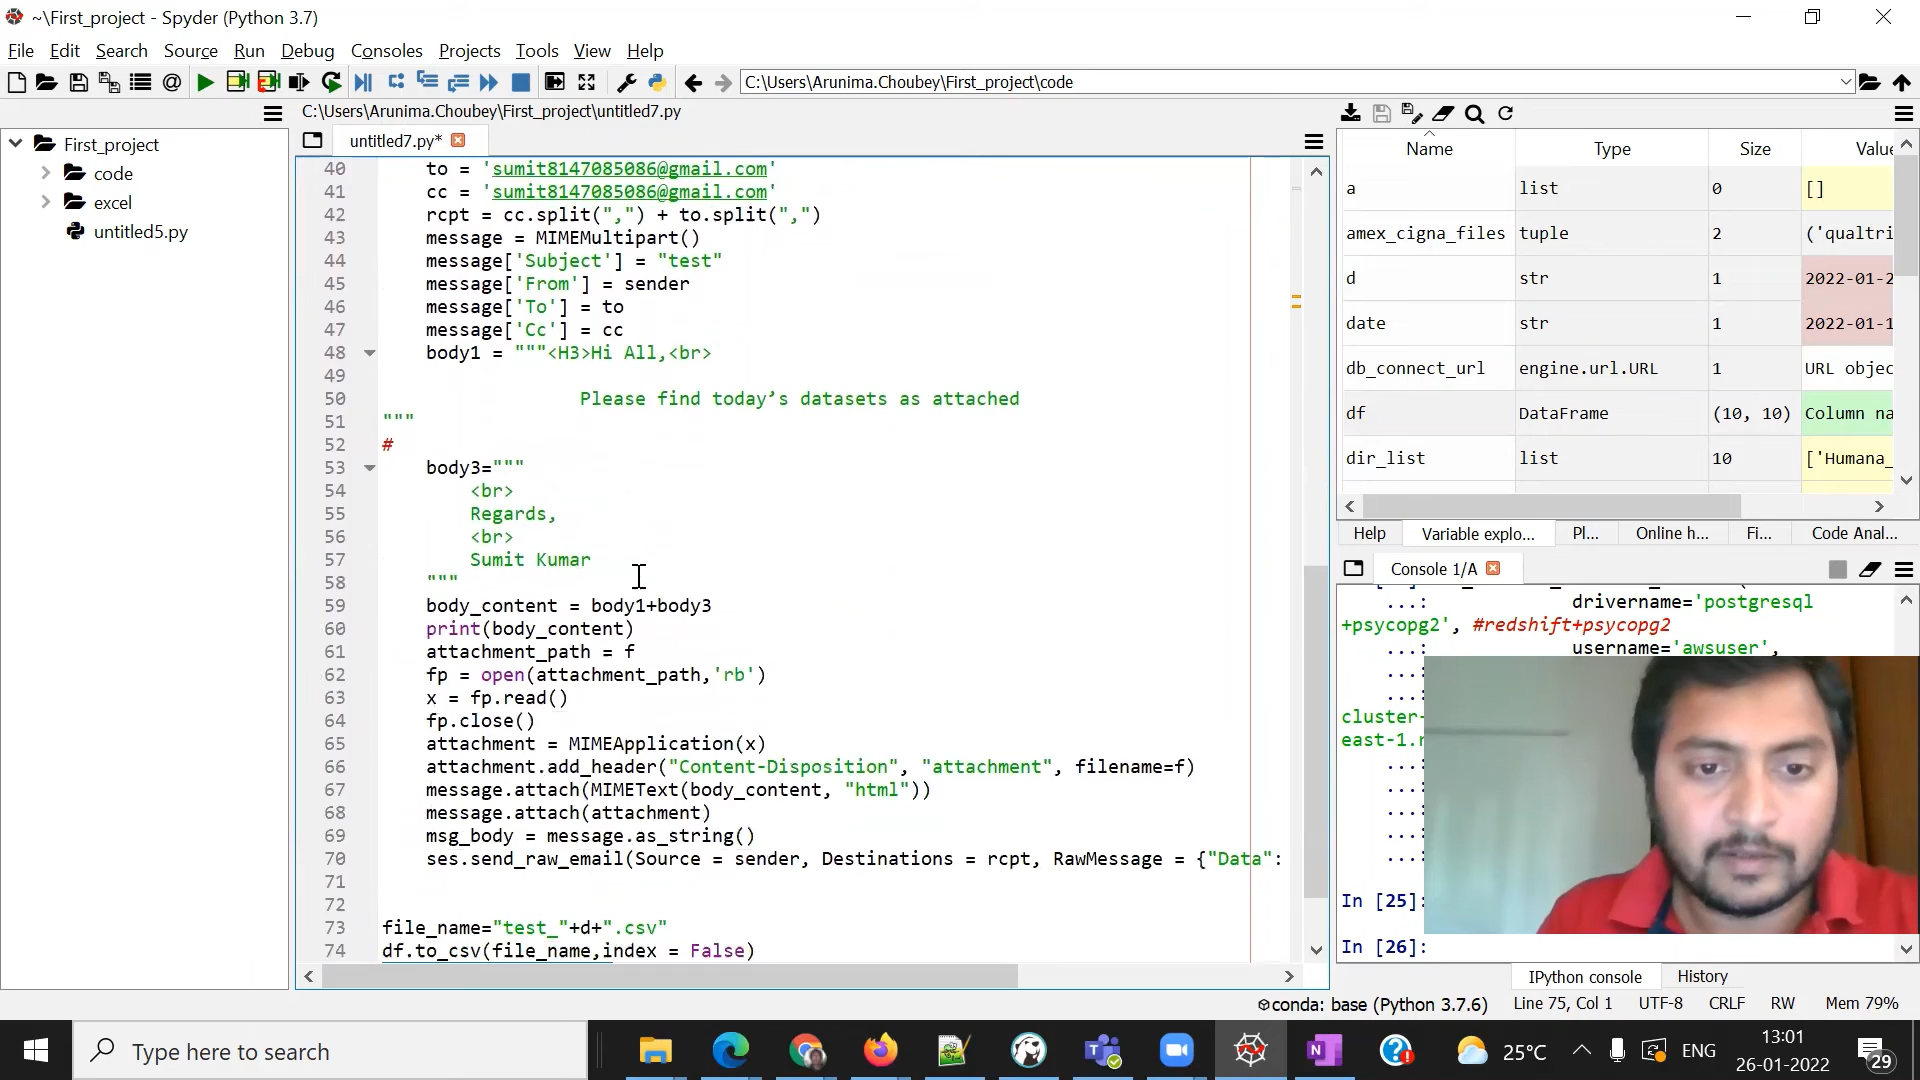 ~\First_project - Spyder (Python 3.7)
File Edit Search Source Run Debug Consoles Projects Tools View Help
C:\Users\Arunima.Choubey\First_project\code
C:\Users\Arunima.Choubey\First_project\untitled7.py
First_project
code
excel
untitled5.py
untitled7.py*
40 to = 'sumit8147085086@gmail.com'
41 cc = 'sumit8147085086@gmail.com'
42 rcpt = cc.split(",") + to.split(",")
43 message = MIMEMultipart()
44 message['Subject'] = "test"
45 message['From'] = sender
46 message['To'] = to
47 message['Cc'] = cc
48 body1 = """<H3>Hi All,<br>
49
50 Please find today’s datasets as attached
51 """
52 #
53 body3="""
54 <br>
55 Regards,
56 <br>
57 Sumit Kumar
58 """
59 body_content = body1+body3
60 print(body_content)
61 attachment_path = f
62 fp = open(attachment_path,'rb')
63 x = fp.read()
64 fp.close()
65 attachment = MIMEApplication(x)
66 attachment.add_header("Content-Disposition", "attachment", filename=f)
67 message.attach(MIMEText(body_content, "html"))
68 message.attach(attachment)
69 msg_body = message.as_string()
70 ses.send_raw_email(Source = sender, Destinations = rcpt, RawMessage = {"Data":
71
72
73 file_name="test_"+d+".csv"
74 df.to_csv(file_name,index = False)
Name Type Size Value
a list 0 []
amex_cigna_files tuple 2 ('qualtri
d str 1 2022-01-2
date str 1 2022-01-1
db_connect_url engine.url.URL 1 URL objec
df DataFrame (10, 10) Column na
dir_list list 10 ['Humana_
Help Variable explo... Pl... Online h... Fi... Code Anal...
Console 1/A
...: drivername='postgresql
+psycopg2', #redshift+psycopg2
...: username='awsuser',
...:
...:
cluster-
east-1.r
...:
...:
...:
...:
...:
In [25]:
In [26]:
IPython console History
conda: base (Python 3.7.6) Line 75, Col 1 UTF-8 CRLF RW Mem 79%
Type here to search
25°C
ENG
13:01
26-01-2022
29